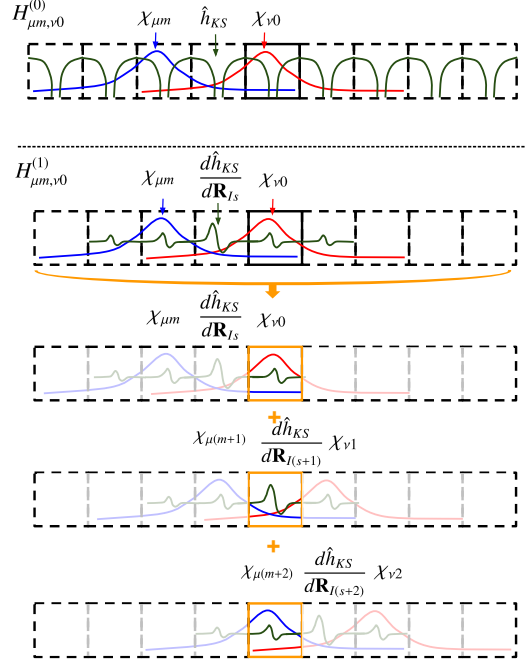 H^{(0)}_{μm,ν0}
χ_{μm} ĥ_{KS} χ_{ν0}
H^{(1)}_{μm,ν0}
χ_{μm} dĥ_{KS}/dR_{Is} χ_{ν0}
χ_{μm} dĥ_{KS}/dR_{Is} χ_{ν0}
+
χ_{μ(m+1)} dĥ_{KS}/dR_{I(s+1)} χ_{ν1}
+
χ_{μ(m+2)} dĥ_{KS}/dR_{I(s+2)} χ_{ν2}